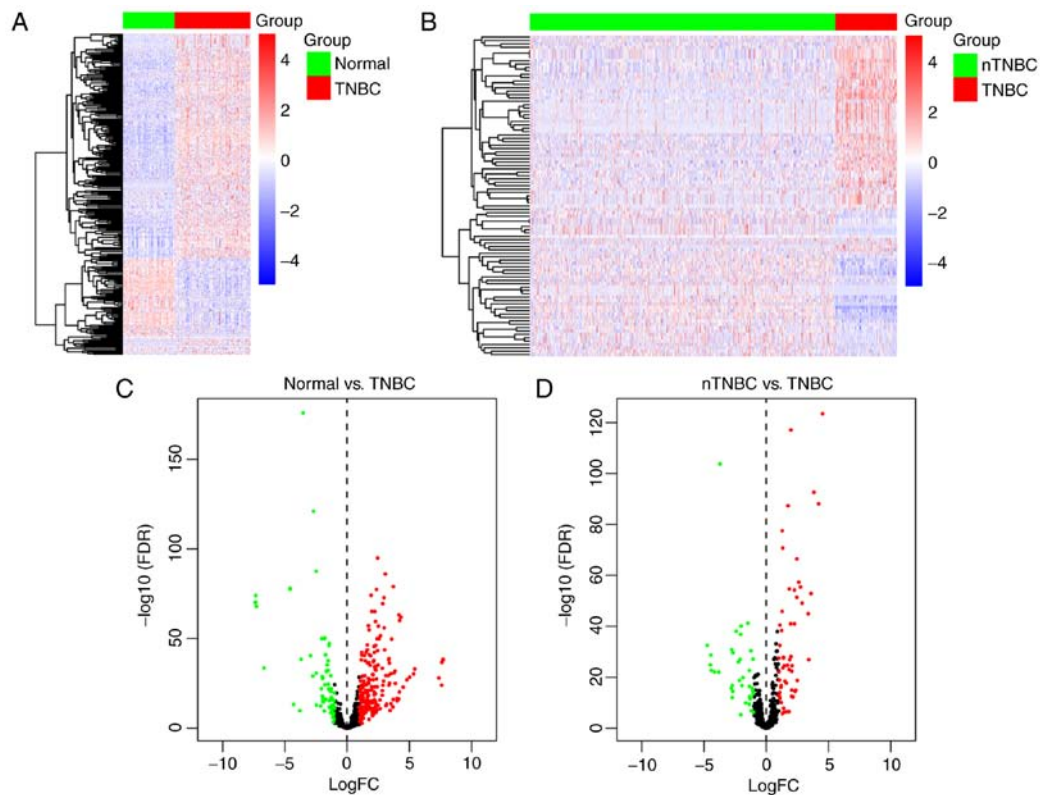 A
Group
Group
Normal
TNBC
4
2
0
−2
−4
B
Group
Group
nTNBC
TNBC
4
2
0
−2
−4
C
Normal vs. TNBC
−log10 (FDR)
150
100
50
0
−10 −5 0 5 10
LogFC
D
nTNBC vs. TNBC
−log10 (FDR)
120
100
80
60
40
20
0
−10 −5 0 5 10
LogFC